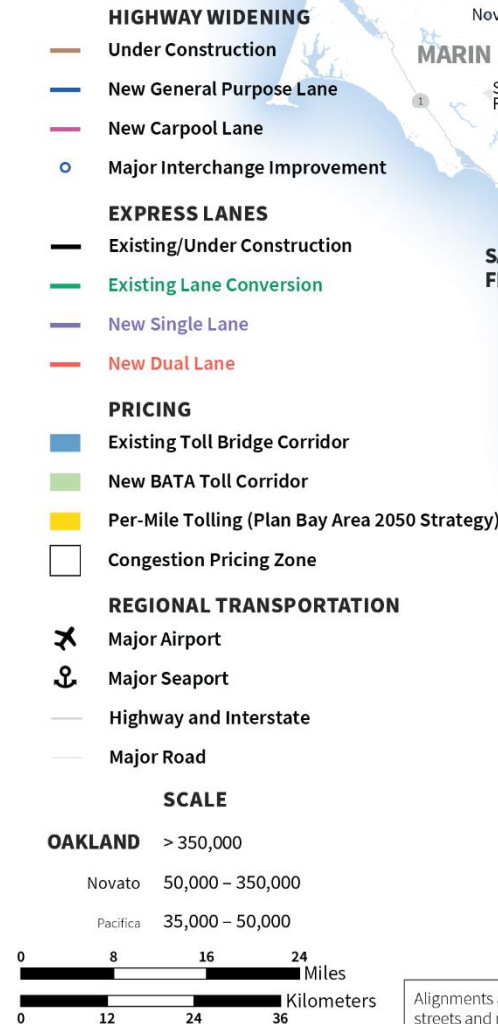 HIGHWAY WIDENING
Nov
Under Construction
MARIN
New General Purpose Lane
1
New Carpool Lane
Major Interchange Improvement
EXPRESS LANES
Existing/Under Construction
Existing Lane Conversion
New Single Lane
New Dual Lane
PRICING
Existing Toll Bridge Corridor
New BATA Toll Corridor
Per-Mile Tolling (Plan Bay Area 2050 Strategy)
Congestion Pricing Zone
REGIONAL TRANSPORTATION
Major Airport
Major Seaport
Highway and Interstate
Major Road
SCALE
OAKLAND > 350,000
Novato 50,000 – 350,000
Pacifica 35,000 – 50,000
0 8 16 24
Miles
Kilometers
0 12 24 36
Alignments
streets and